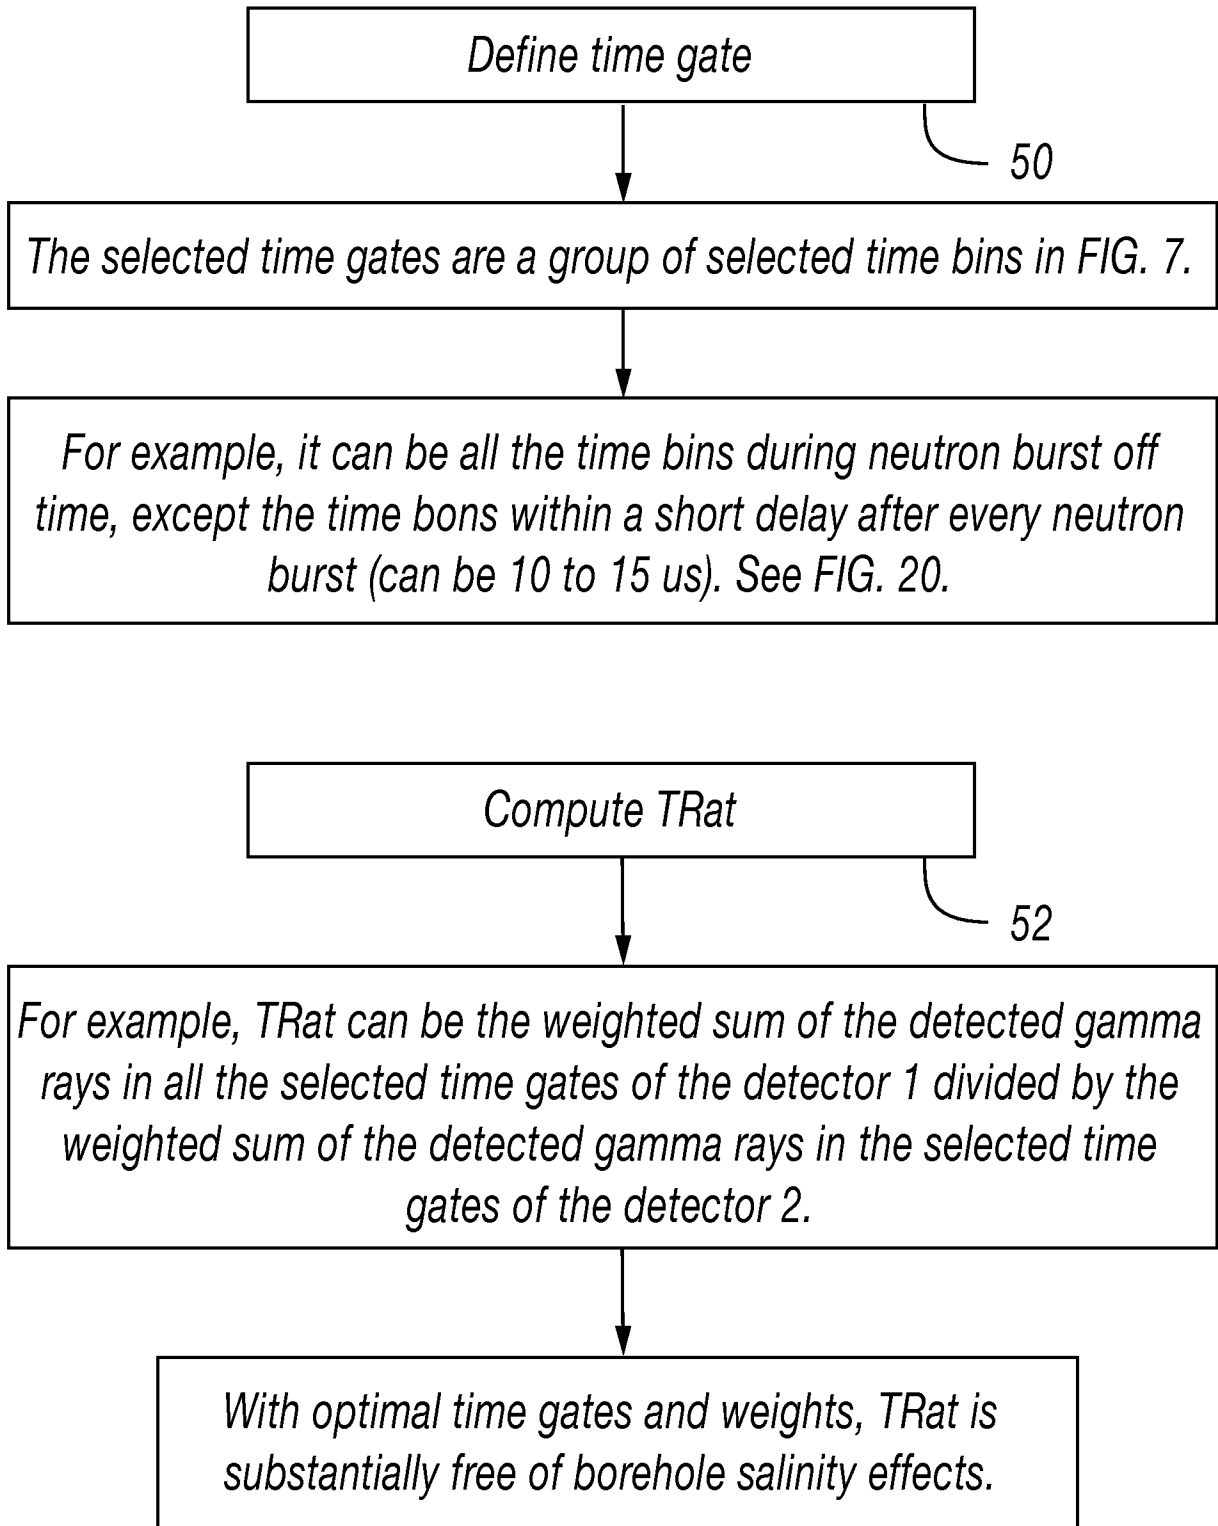 Define time gate
50
The selected time gates are a group of selected time bins in FIG. 7.
For example, it can be all the time bins during neutron burst off
time, except the time bons within a short delay after every neutron
burst (can be 10 to 15 us). See FIG. 20.
Compute TRat
52
For example, TRat can be the weighted sum of the detected gamma
rays in all the selected time gates of the detector 1 divided by the
weighted sum of the detected gamma rays in the selected time
gates of the detector 2.
With optimal time gates and weights, TRat is
substantially free of borehole salinity effects.